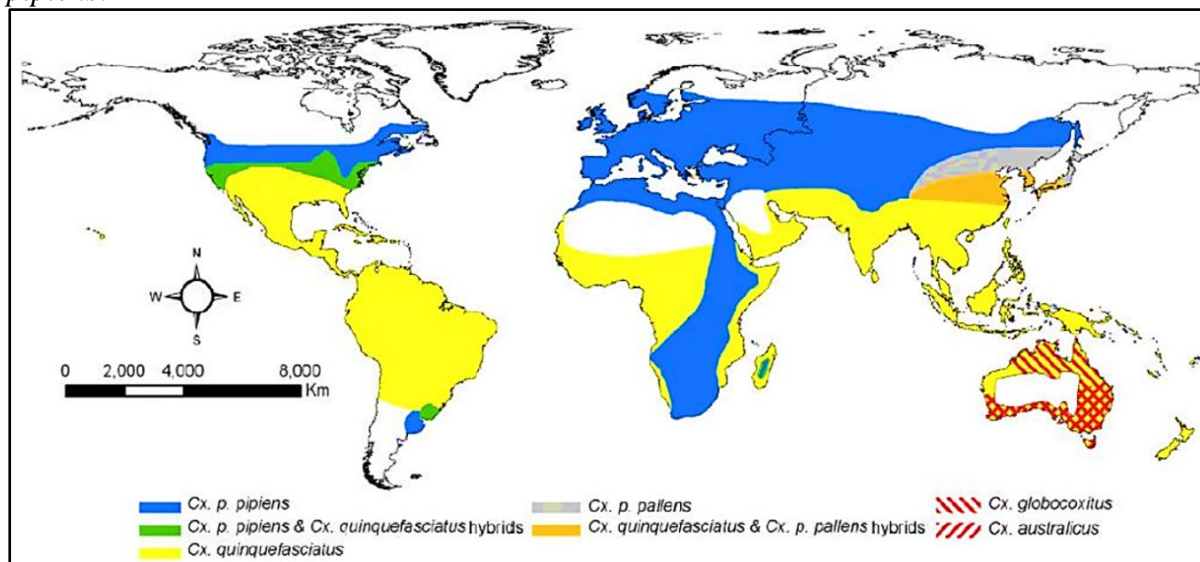 pipiens.
N
W E
S
0 2,000 4,000 8,000
Km
Cx. p. pipiens
Cx. p. pipiens & Cx. quinquefasciatus hybrids
Cx. quinquefasciatus
Cx. p. pallens
Cx. quinquefasciatus & Cx. p. pallens hybrids
Cx. globocoxitus
Cx. australicus